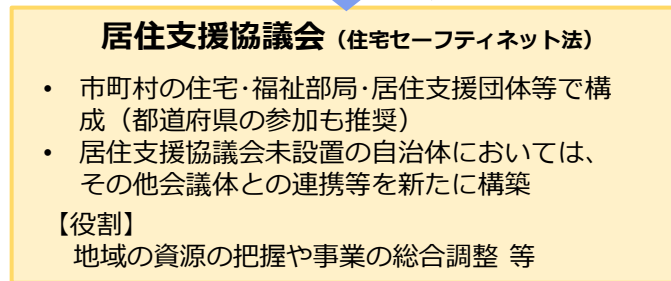 居住支援協議会（住宅セーフティネット法）
• 市町村の住宅･福祉部局･居住支援団体等で構
成（都道府県の参加も推奨）
• 居住支援協議会未設置の自治体においては、
その他会議体との連携等を新たに構築
【役割】
地域の資源の把握や事業の総合調整 等